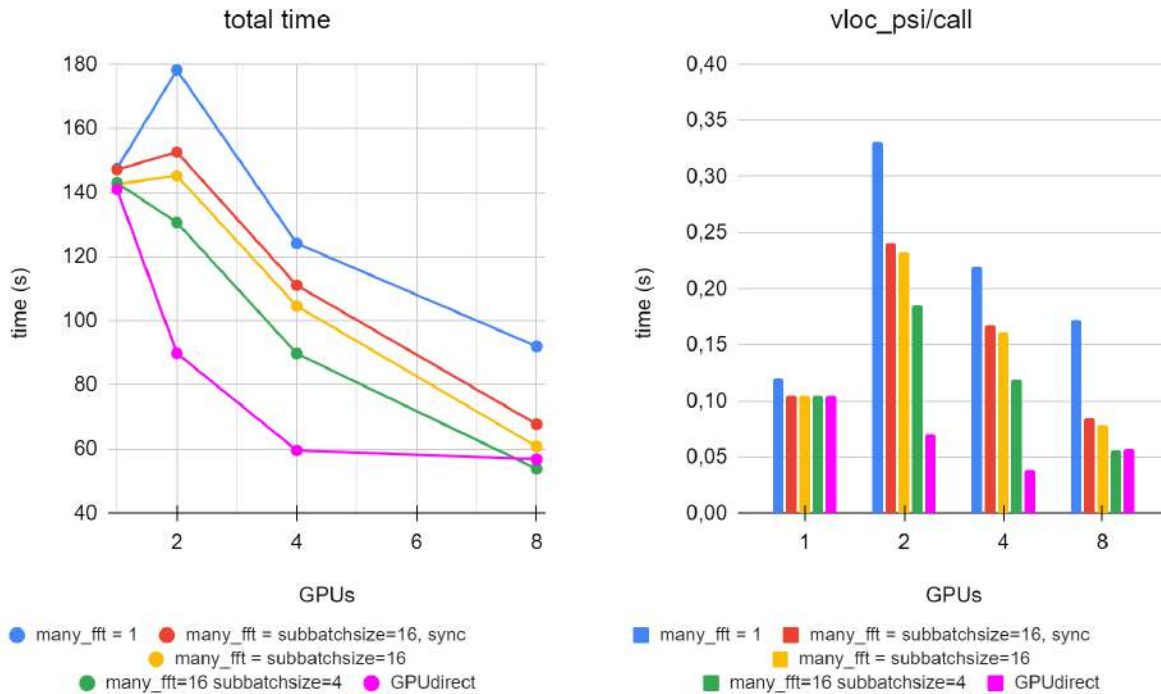 total time
180
160
140
120
100
80
60
40
time (s)
2
4
6
8
GPUs
many_fft = 1
many_fft = subbatchsize=16, sync
many_fft = subbatchsize=16
many_fft=16 subbatchsize=4
GPUdirect
vloc_psi/call
0,40
0,35
0,30
0,25
0,20
0,15
0,10
0,05
0,00
time (s)
1
2
4
8
GPUs
many_fft = 1
many_fft = subbatchsize=16, sync
many_fft = subbatchsize=16
many_fft=16 subbatchsize=4
GPUdirect